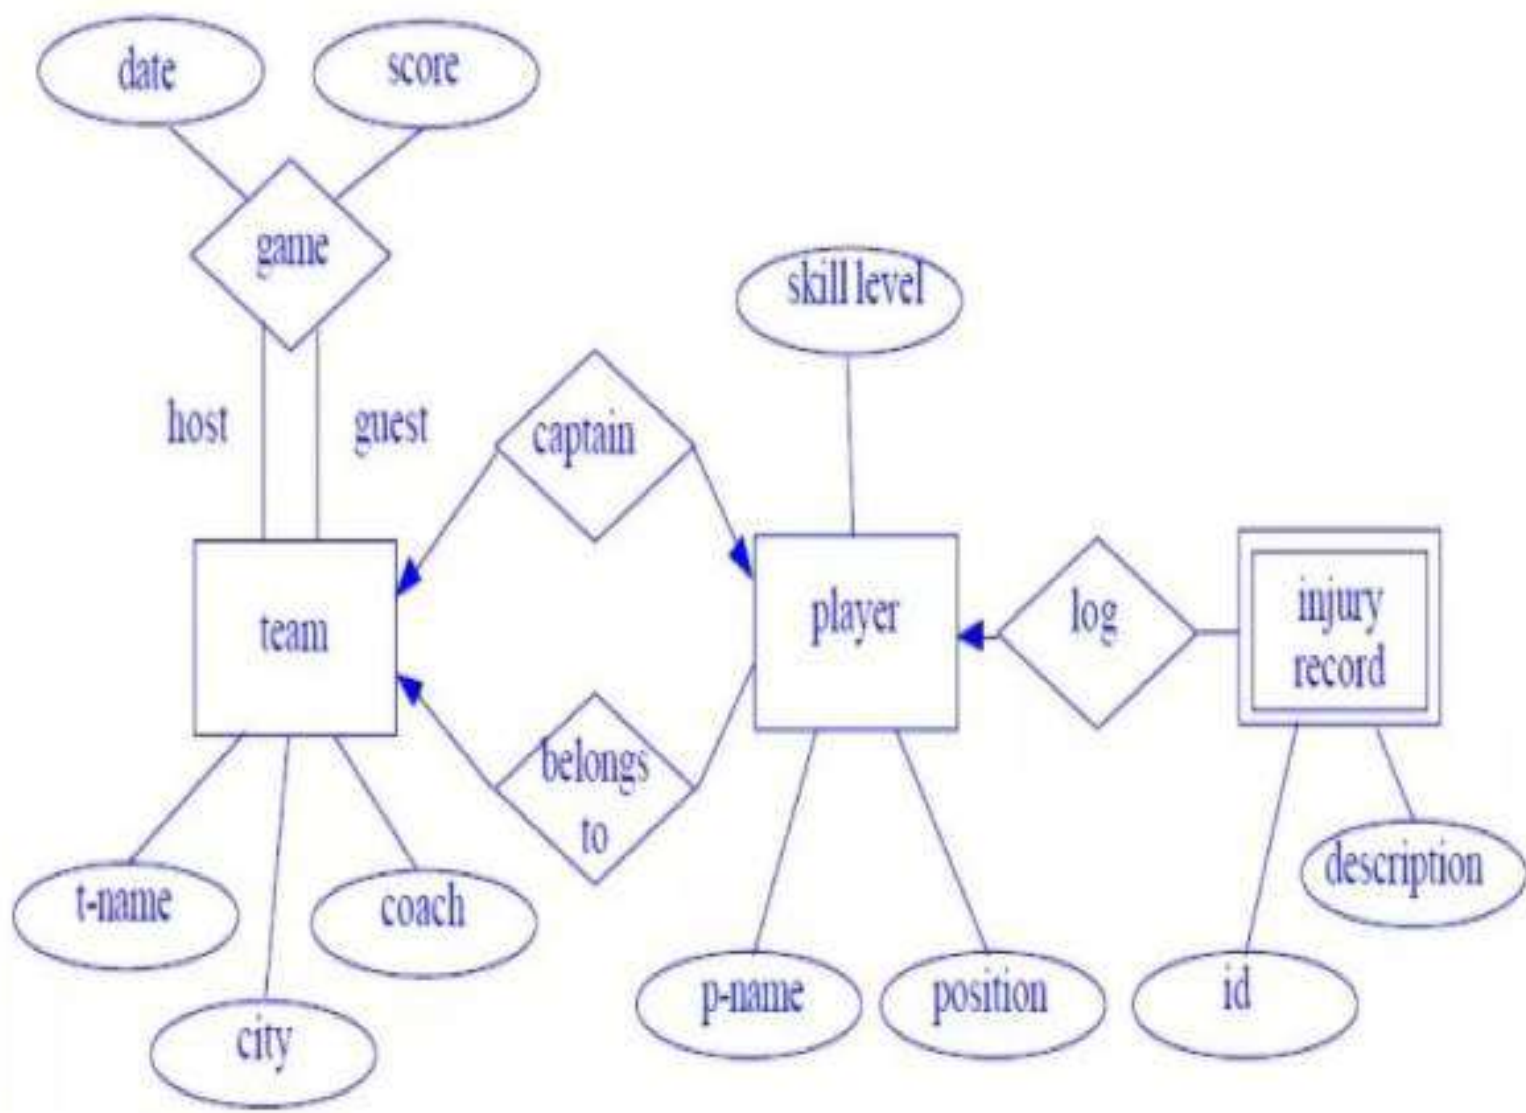 date
score
game
skill level
host
guest
captain
team
player
log
injury
record
belongs
to
t-name
coach
city
p-name
position
id
description